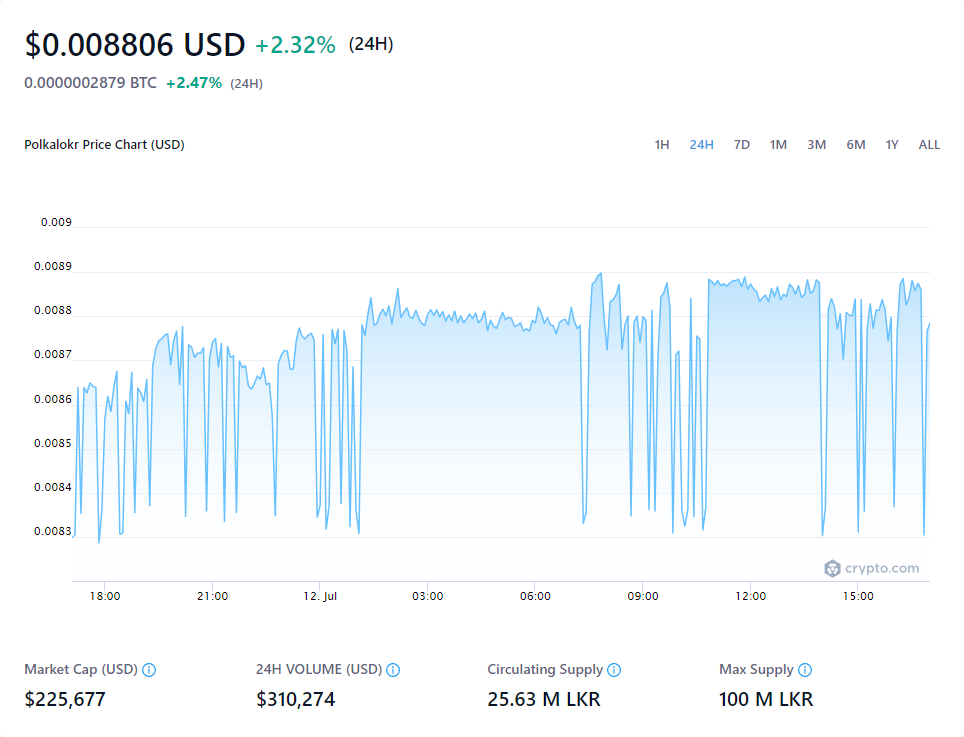 $0.008806 USD +2.32% (24H)
0.0000002879 BTC +2.47% (24H)
Polkalokr Price Chart (USD) 1H 24H 7D 1M 3M 6M 1Y ALL
0.009
0.0089
0.0088
0.0087
0.0086
0.0085
0.0084
0.0083
crypto.com
18:00 21:00 12. Jul 03:00 06:00 09:00 12:00 15:00
Market Cap (USD) 24H VOLUME (USD) Circulating Supply Max Supply
$225,677 $310,274 25.63 M LKR 100 M LKR